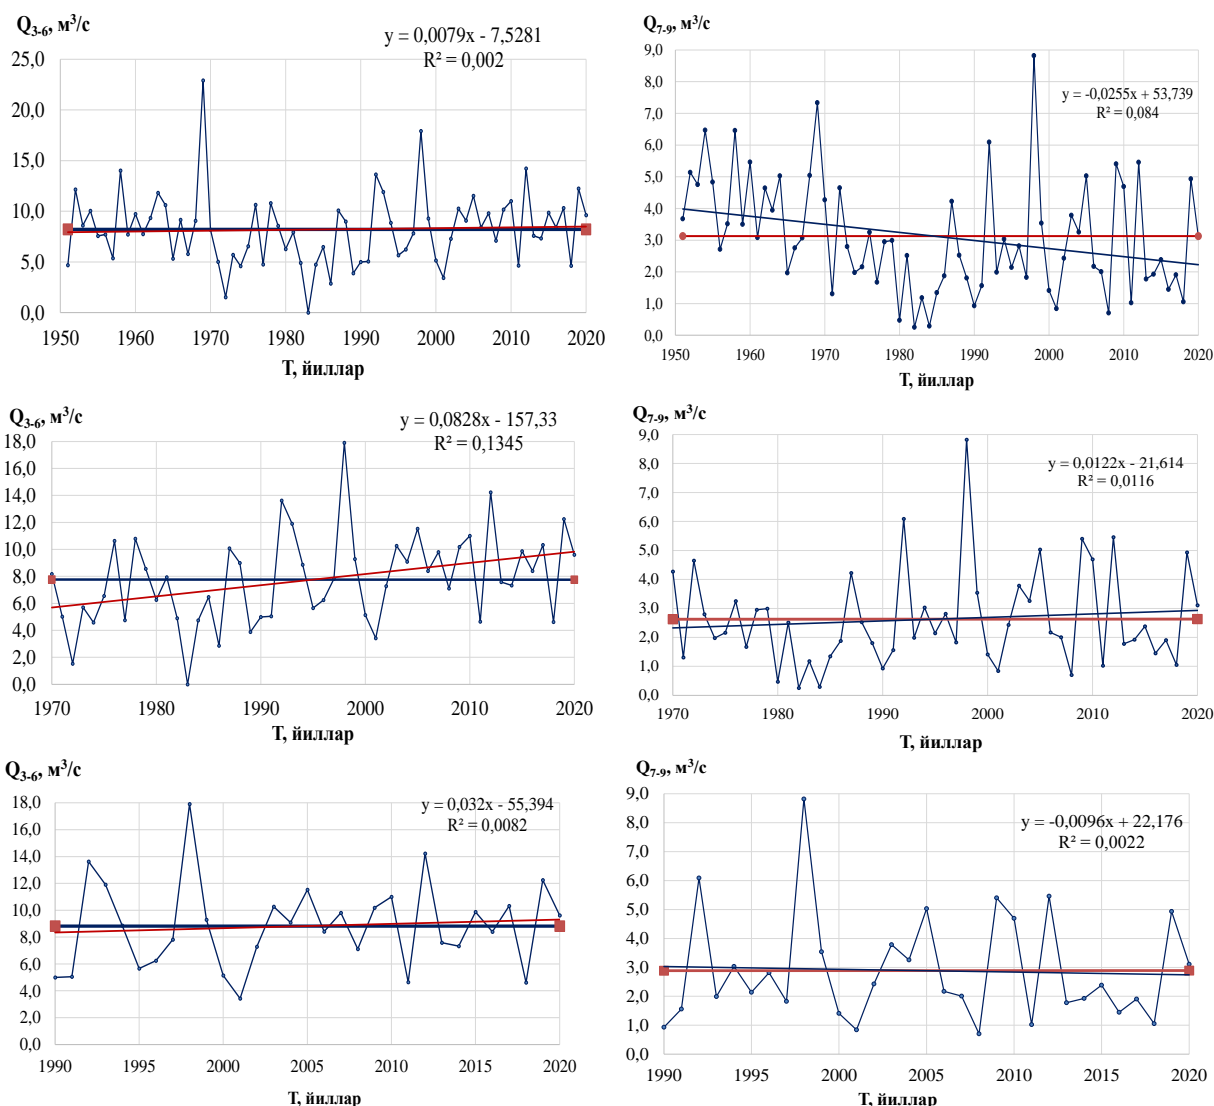 Q3-6, м³/с
y = 0,0079x - 7,5281
R² = 0,002
25,0
20,0
15,0
10,0
5,0
0,0
1950 1960 1970 1980 1990 2000 2010 2020
Т, йиллар
Q7-9, м³/с
y = -0,0255x + 53,739
R² = 0,084
9,0
8,0
7,0
6,0
5,0
4,0
3,0
2,0
1,0
0,0
1950 1960 1970 1980 1990 2000 2010 2020
Т, йиллар
Q3-6, м³/с
y = 0,0828x - 157,33
R² = 0,1345
18,0
16,0
14,0
12,0
10,0
8,0
6,0
4,0
2,0
0,0
1970 1980 1990 2000 2010 2020
Т, йиллар
Q7-9, м³/с
y = 0,0122x - 21,614
R² = 0,0116
9,0
8,0
7,0
6,0
5,0
4,0
3,0
2,0
1,0
0,0
1970 1980 1990 2000 2010 2020
Т, йиллар
Q3-6, м³/с
y = 0,032x - 55,394
R² = 0,0082
18,0
16,0
14,0
12,0
10,0
8,0
6,0
4,0
2,0
0,0
1990 1995 2000 2005 2010 2015 2020
Т, йиллар
Q7-9, м³/с
y = -0,0096x + 22,176
R² = 0,0022
9,0
8,0
7,0
6,0
5,0
4,0
3,0
2,0
1,0
0,0
1990 1995 2000 2005 2010 2015 2020
Т, йиллар